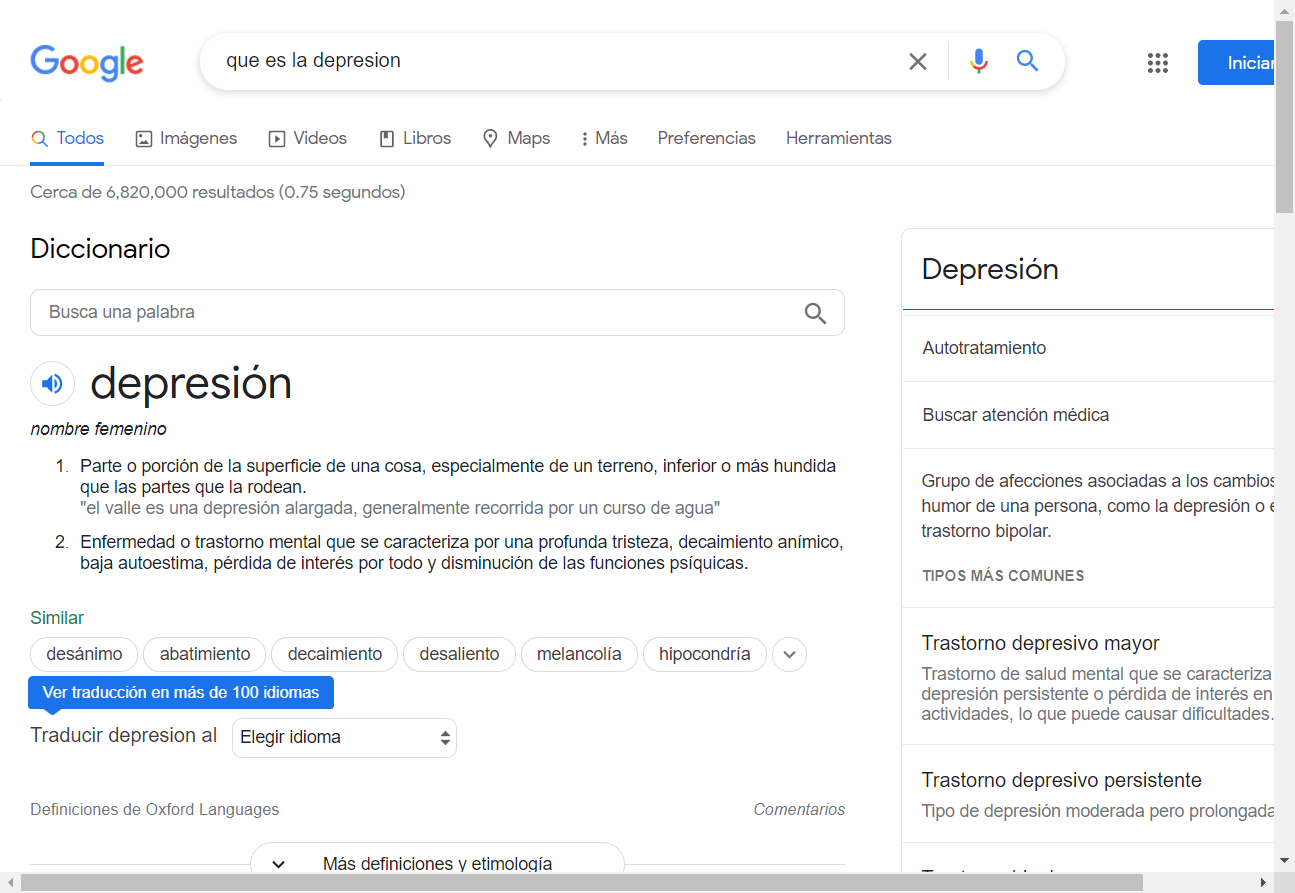 Google
que es la depresion
Iniciar
Todos Imágenes Videos Libros Maps Más Preferencias Herramientas
Cerca de 6,820,000 resultados (0.75 segundos)
Diccionario
Busca una palabra
depresión
nombre femenino
1. Parte o porción de la superficie de una cosa, especialmente de un terreno, inferior o más hundida
que las partes que la rodean.
"el valle es una depresión alargada, generalmente recorrida por un curso de agua"
2. Enfermedad o trastorno mental que se caracteriza por una profunda tristeza, decaimiento anímico,
baja autoestima, pérdida de interés por todo y disminución de las funciones psíquicas.
Similar
desánimo abatimiento decaimiento desaliento melancolía hipocondría
Ver traducción en más de 100 idiomas
Traducir depresion al Elegir idioma
Definiciones de Oxford Languages Comentarios
Más definiciones y etimología
Depresión
Autotratamiento
Buscar atención médica
Grupo de afecciones asociadas a los cambios
humor de una persona, como la depresión o e
trastorno bipolar.
TIPOS MÁS COMUNES
Trastorno depresivo mayor
Trastorno de salud mental que se caracteriza
depresión persistente o pérdida de interés en
actividades, lo que puede causar dificultades.
Trastorno depresivo persistente
Tipo de depresión moderada pero prolongada